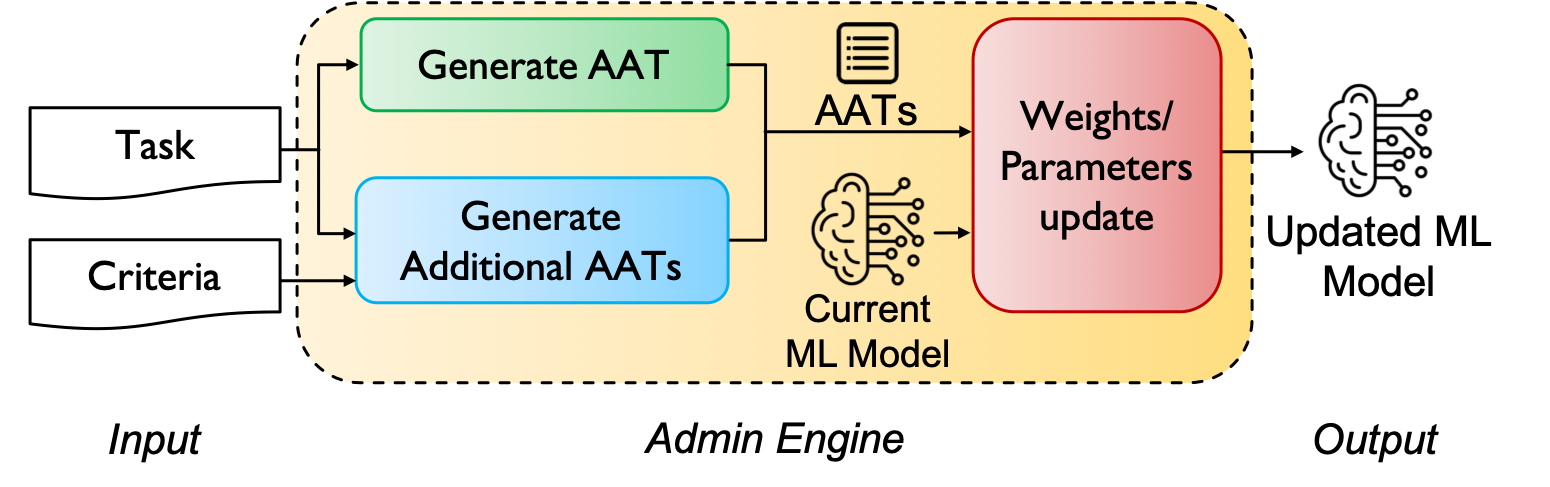 Task
Criteria
Generate AAT
Generate
Additional AATs
AATs
Current
ML Model
Weights/
Parameters
update
Updated ML
Model
Input
Admin Engine
Output